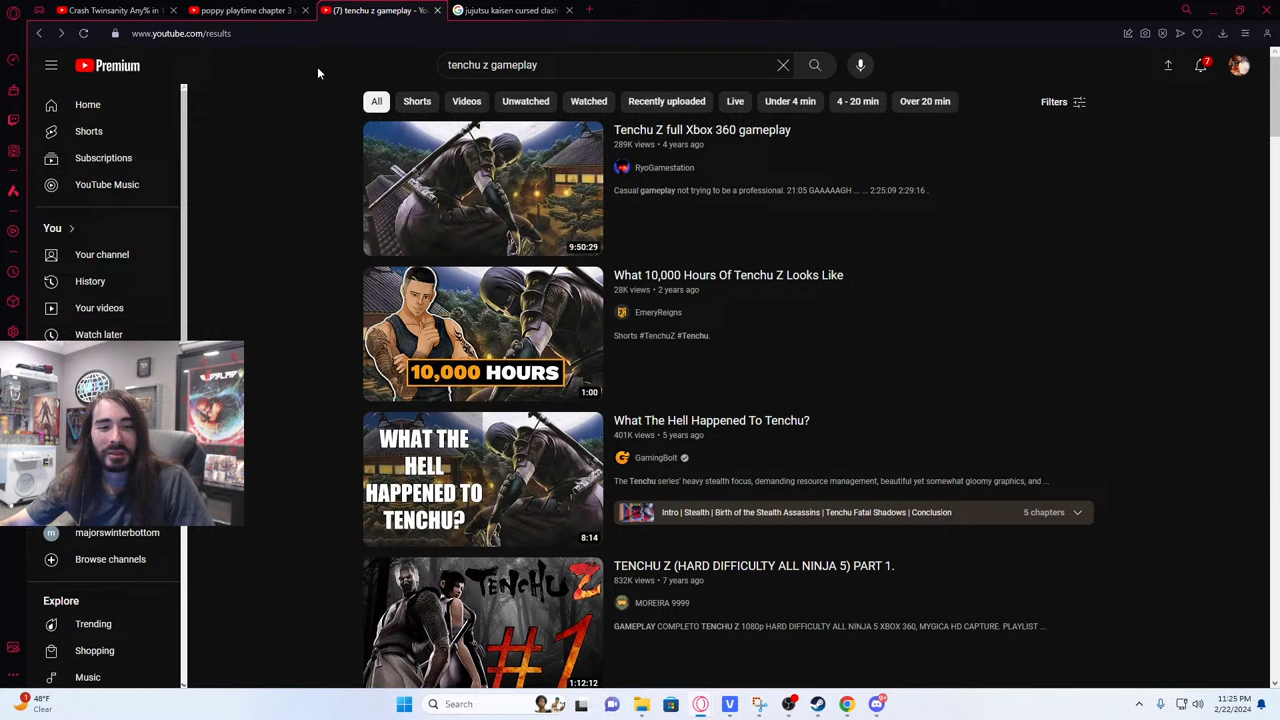 Crash Twinsanity Any% in 1
poppy playtime chapter 3
(7) tenchu z gameplay - Yo
jujutsu kaisen cursed clash
www.youtube.com/results
Premium
tenchu z gameplay
7
All
Shorts
Videos
Unwatched
Watched
Recently uploaded
Live
Under 4 min
4 - 20 min
Over 20 min
Filters
Home
Shorts
Subscriptions
YouTube Music
You
Your channel
History
Your videos
Watch later
majorswinterbottom
Browse channels
Explore
Trending
Shopping
Music
9:50:29
Tenchu Z full Xbox 360 gameplay
289K views • 4 years ago
RyoGamestation
Casual gameplay not trying to be a professional. 21:05 GAAAAAGH ... ... 2:25:09 2:29:16 .
10,000 HOURS
1:00
What 10,000 Hours Of Tenchu Z Looks Like
28K views • 2 years ago
EmeryReigns
Shorts #TenchuZ #Tenchu.
WHAT THE
HELL
HAPPENED TO
TENCHU?
8:14
What The Hell Happened To Tenchu?
401K views • 5 years ago
GamingBolt
The Tenchu series' heavy stealth focus, demanding resource management, beautiful yet somewhat gloomy graphics, and ...
Intro | Stealth | Birth of the Stealth Assassins | Tenchu Fatal Shadows | Conclusion
5 chapters
TENCHU Z
#1
1:12:12
TENCHU Z (HARD DIFFICULTY ALL NINJA 5) PART 1.
832K views • 7 years ago
MOREIRA 9999
GAMEPLAY COMPLETO TENCHU Z 1080p HARD DIFFICULTY ALL NINJA 5 XBOX 360, MYGICA HD CAPTURE. PLAYLIST ...
1
48°F
Clear
Search
11:25 PM
2/22/2024